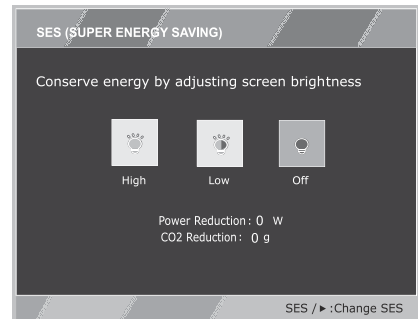 SES (SUPER ENERGY SAVING)
Conserve energy by adjusting screen brightness
High Low Off
Power Reduction : 0 W
CO2 Reduction : 0 g
SES / ► :Change SES